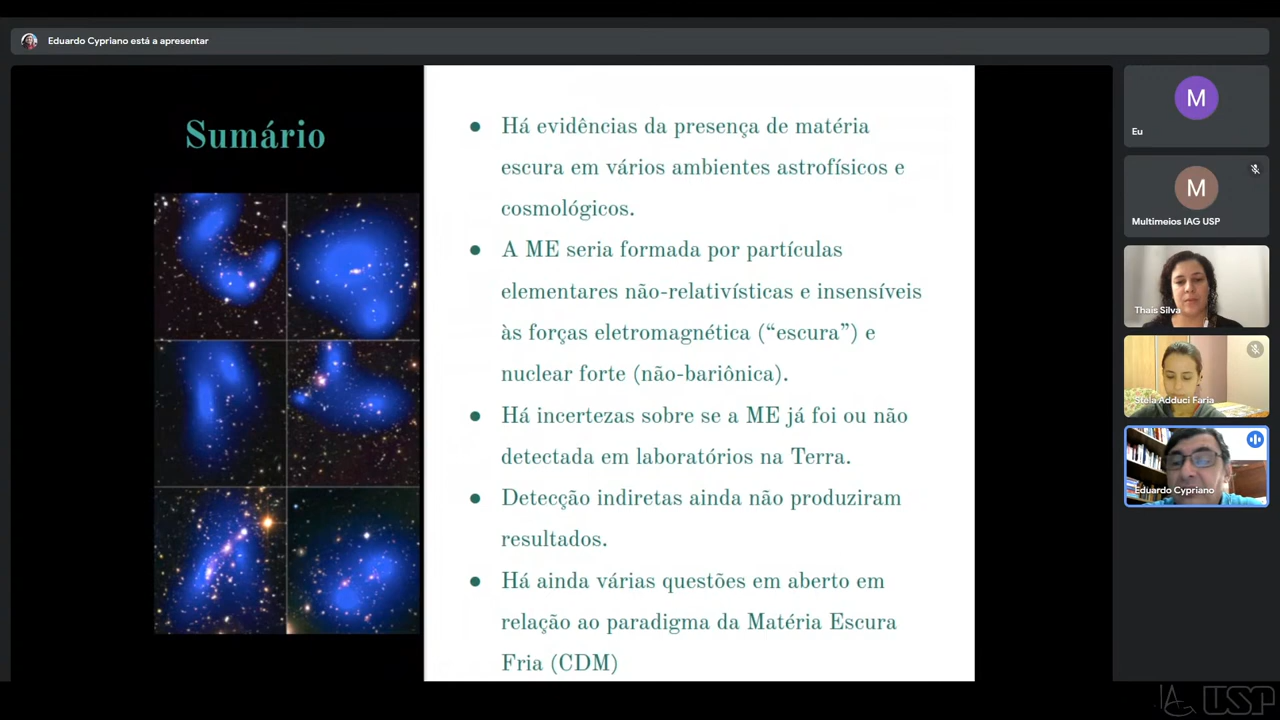 Eduardo Cypriano está a apresentar
Sumário
● Há evidências da presença de matéria
escura em vários ambientes astrofísicos e
cosmológicos.
● A ME seria formada por partículas
elementares não-relativísticas e insensíveis
às forças eletromagnética (“escura”) e
nuclear forte (não-bariônica).
● Há incertezas sobre se a ME já foi ou não
detectada em laboratórios na Terra.
● Detecção indiretas ainda não produziram
resultados.
● Há ainda várias questões em aberto em
relação ao paradigma da Matéria Escura
Fria (CDM)
M
Eu
M
Multimeios IAG USP
Thais Silva
Stela Adduci Faria
Eduardo Cypriano
IAG USP